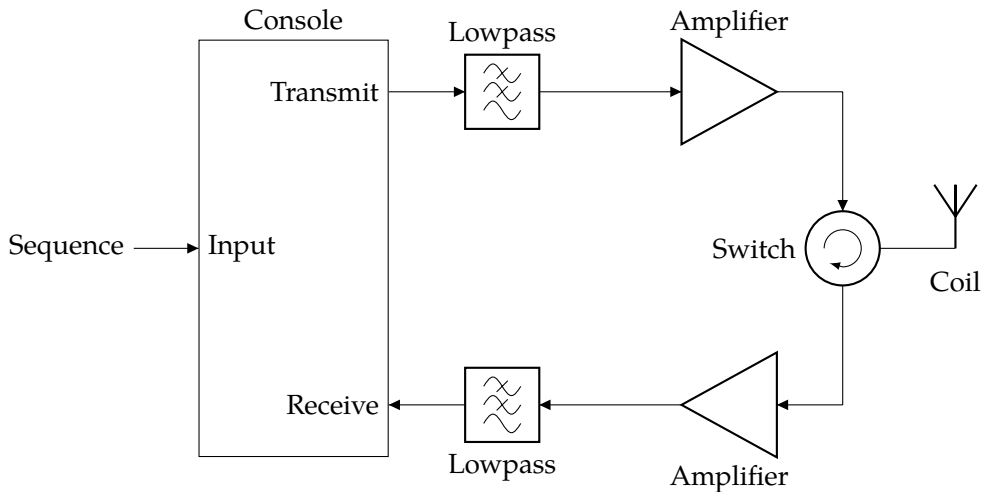 Console
Lowpass
Amplifier
Transmit
Sequence
Input
Switch
Coil
Receive
Lowpass
Amplifier